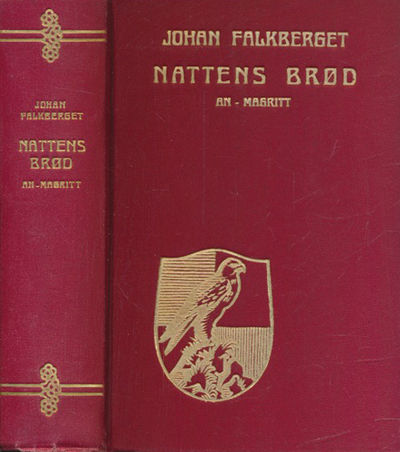 JOHAN
FALKBERGET
NATTENS
BRØD
AN-MAGRITT
JOHAN FALKBERGET
NATTENS BRØD
AN-MAGRITT